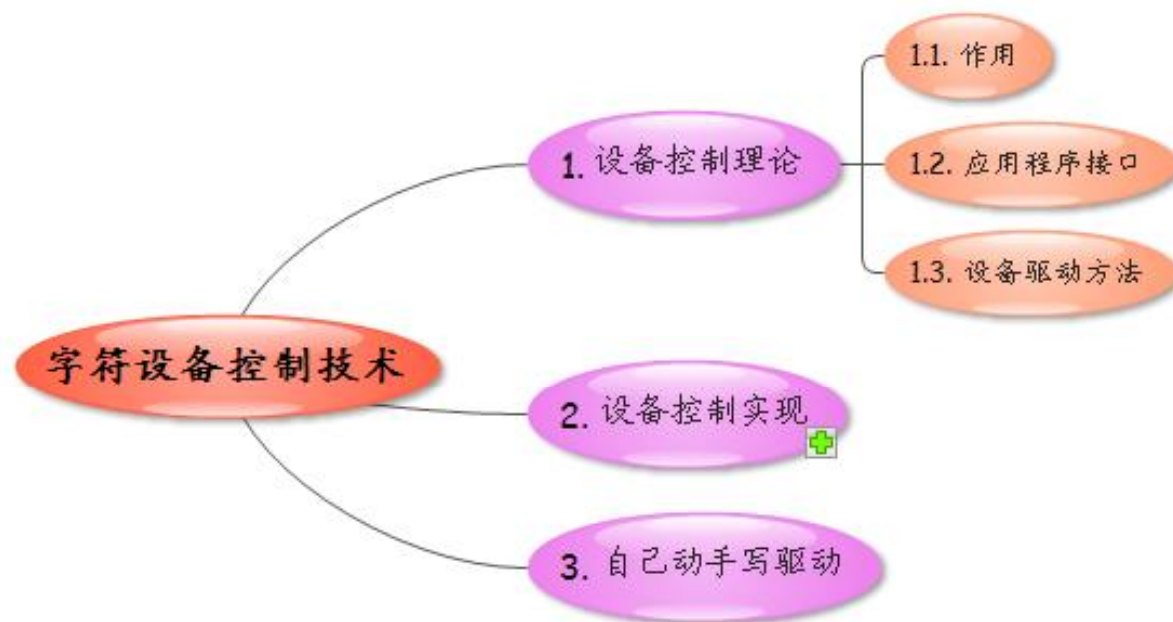 字符设备控制技术
1. 设备控制理论
1.1. 作用
1.2. 应用程序接口
1.3. 设备驱动方法
2. 设备控制实现
3. 自己动手写驱动